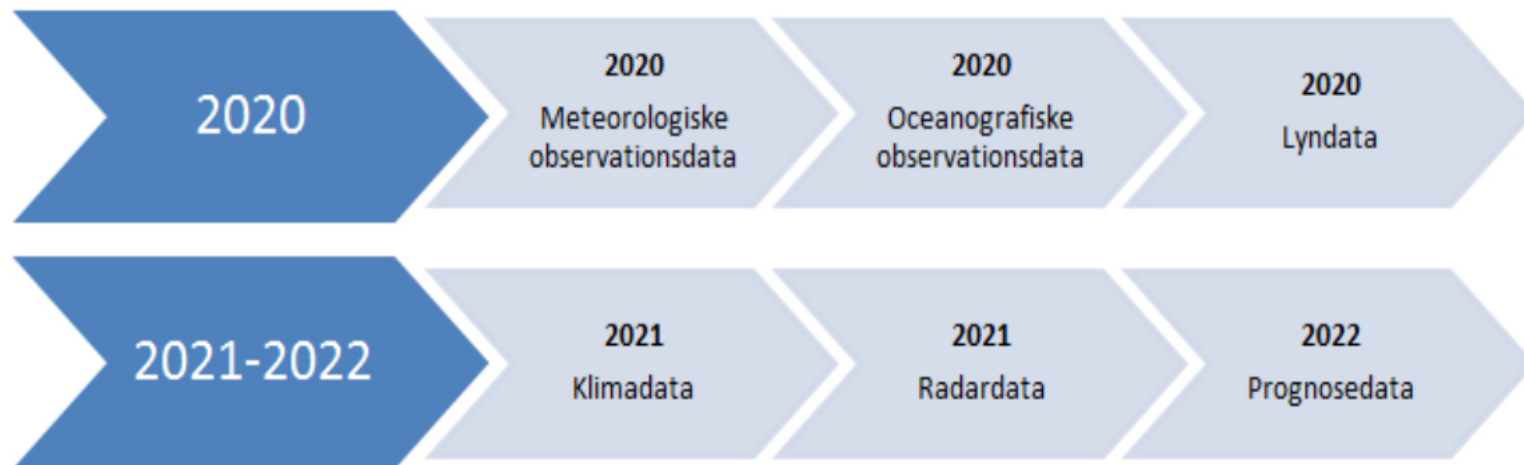 2020
2020
Meteorologiske
observationsdata
2020
Oceanografiske
observationsdata
2020
Lyndata
2021-2022
2021
Klimadata
2021
Radardata
2022
Prognosedata